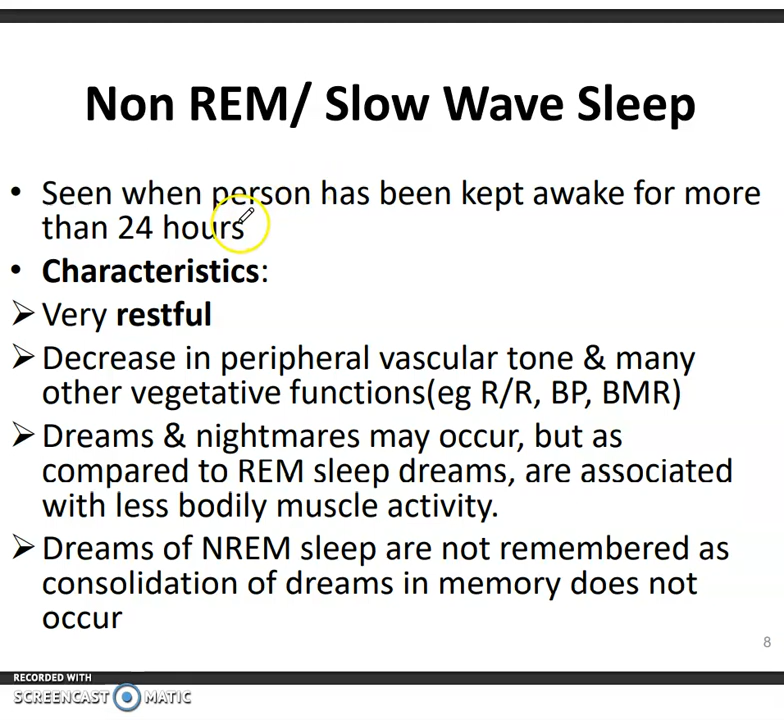 Non REM/ Slow Wave Sleep
• Seen when person has been kept awake for more
than 24 hours
• Characteristics:
➢ Very restful
➢ Decrease in peripheral vascular tone & many
other vegetative functions(eg R/R, BP, BMR)
➢ Dreams & nightmares may occur, but as
compared to REM sleep dreams, are associated
with less bodily muscle activity.
➢ Dreams of NREM sleep are not remembered as
consolidation of dreams in memory does not
occur
8
RECORDED WITH
SCREENCAST MATIC